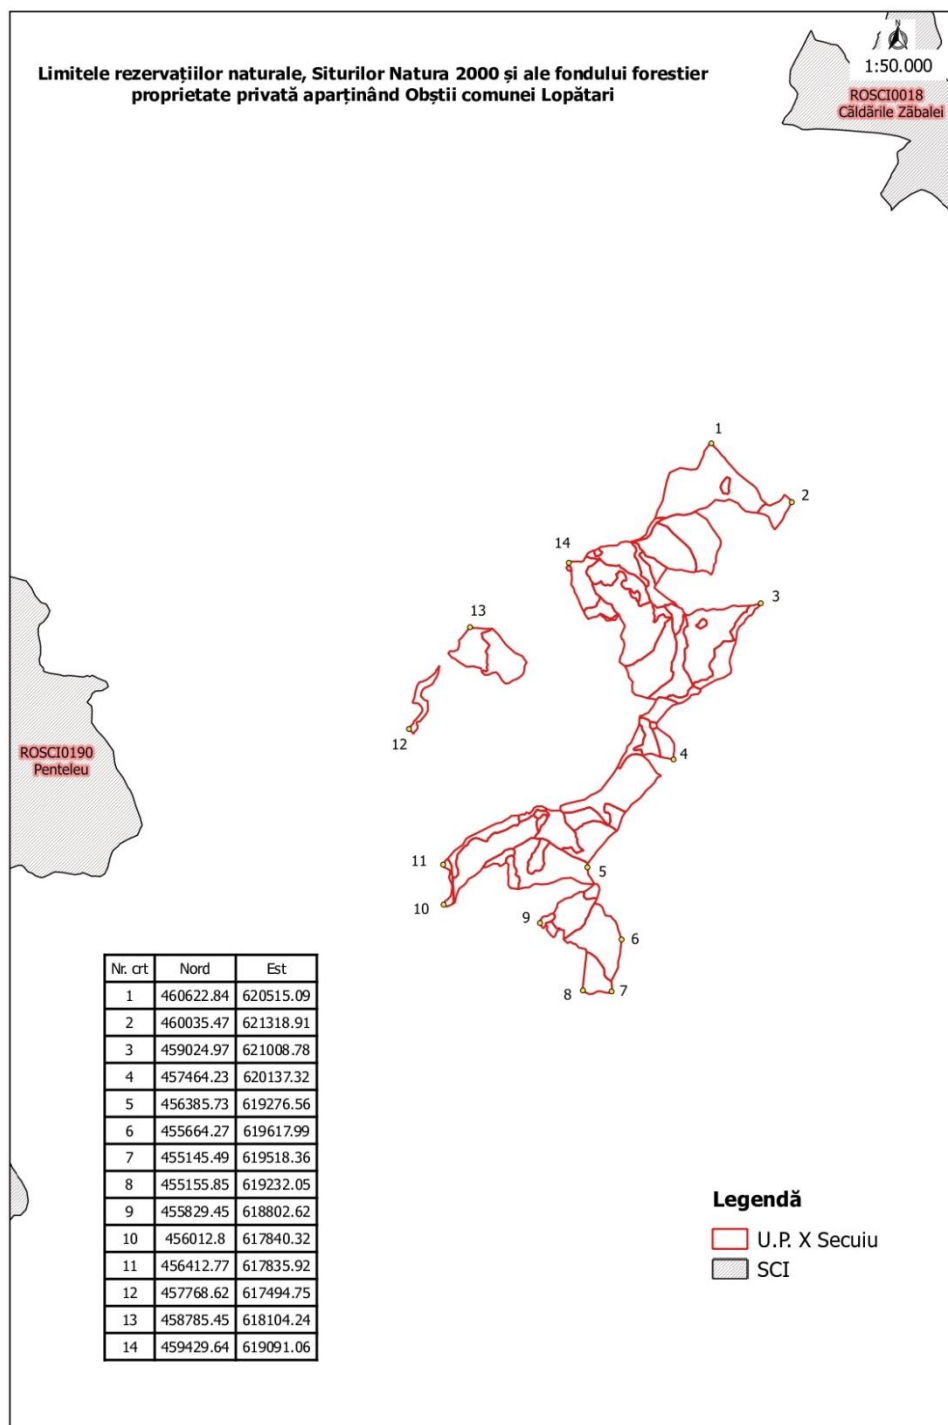 Limitele rezervațiilor naturale, Siturilor Natura 2000 și ale fondului forestier
proprietate privată aparținând Obștii comunei Lopătari
N
1:50.000
ROSCI0018
Căldările Zăbalei
1
2
14
3
13
12
ROSCI0190
Penteleu
4
11
5
10
9
6
8
7
Nr. crt Nord Est
1 460622.84 620515.09
2 460035.47 621318.91
3 459024.97 621008.78
4 457464.23 620137.32
5 456385.73 619276.56
6 455664.27 619617.99
7 455145.49 619518.36
8 455155.85 619232.05
9 455829.45 618802.62
10 456012.8 617840.32
11 456412.77 617835.92
12 457768.62 617494.75
13 458785.45 618104.24
14 459429.64 619091.06
Legendă
U.P. X Secuiu
SCI